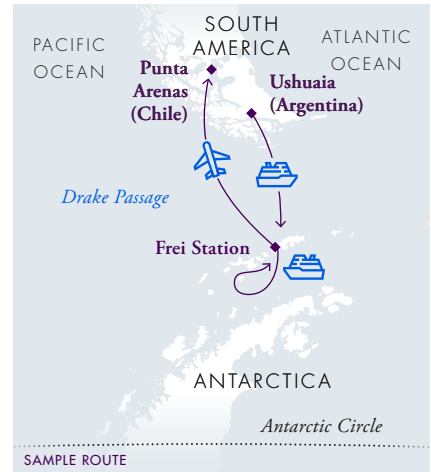 SOUTH
AMERICA
PACIFIC
OCEAN
ATLANTIC
OCEAN
Punta
Arenas
(Chile)
Ushuaia
(Argentina)
Drake Passage
Frei Station
ANTARCTICA
Antarctic Circle
SAMPLE ROUTE